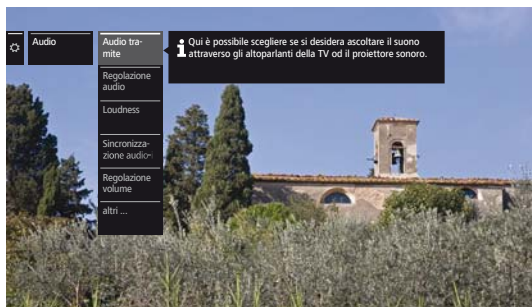 Audio
Audio tra-
mite
Qui è possibile scegliere se si desidera ascoltare il suono
attraverso gli altoparlanti della TV od il proiettore sonoro.
Regolazione
audio
Loudness
Sincronizza-
zione audio-
Regolazione
volume
altri ...